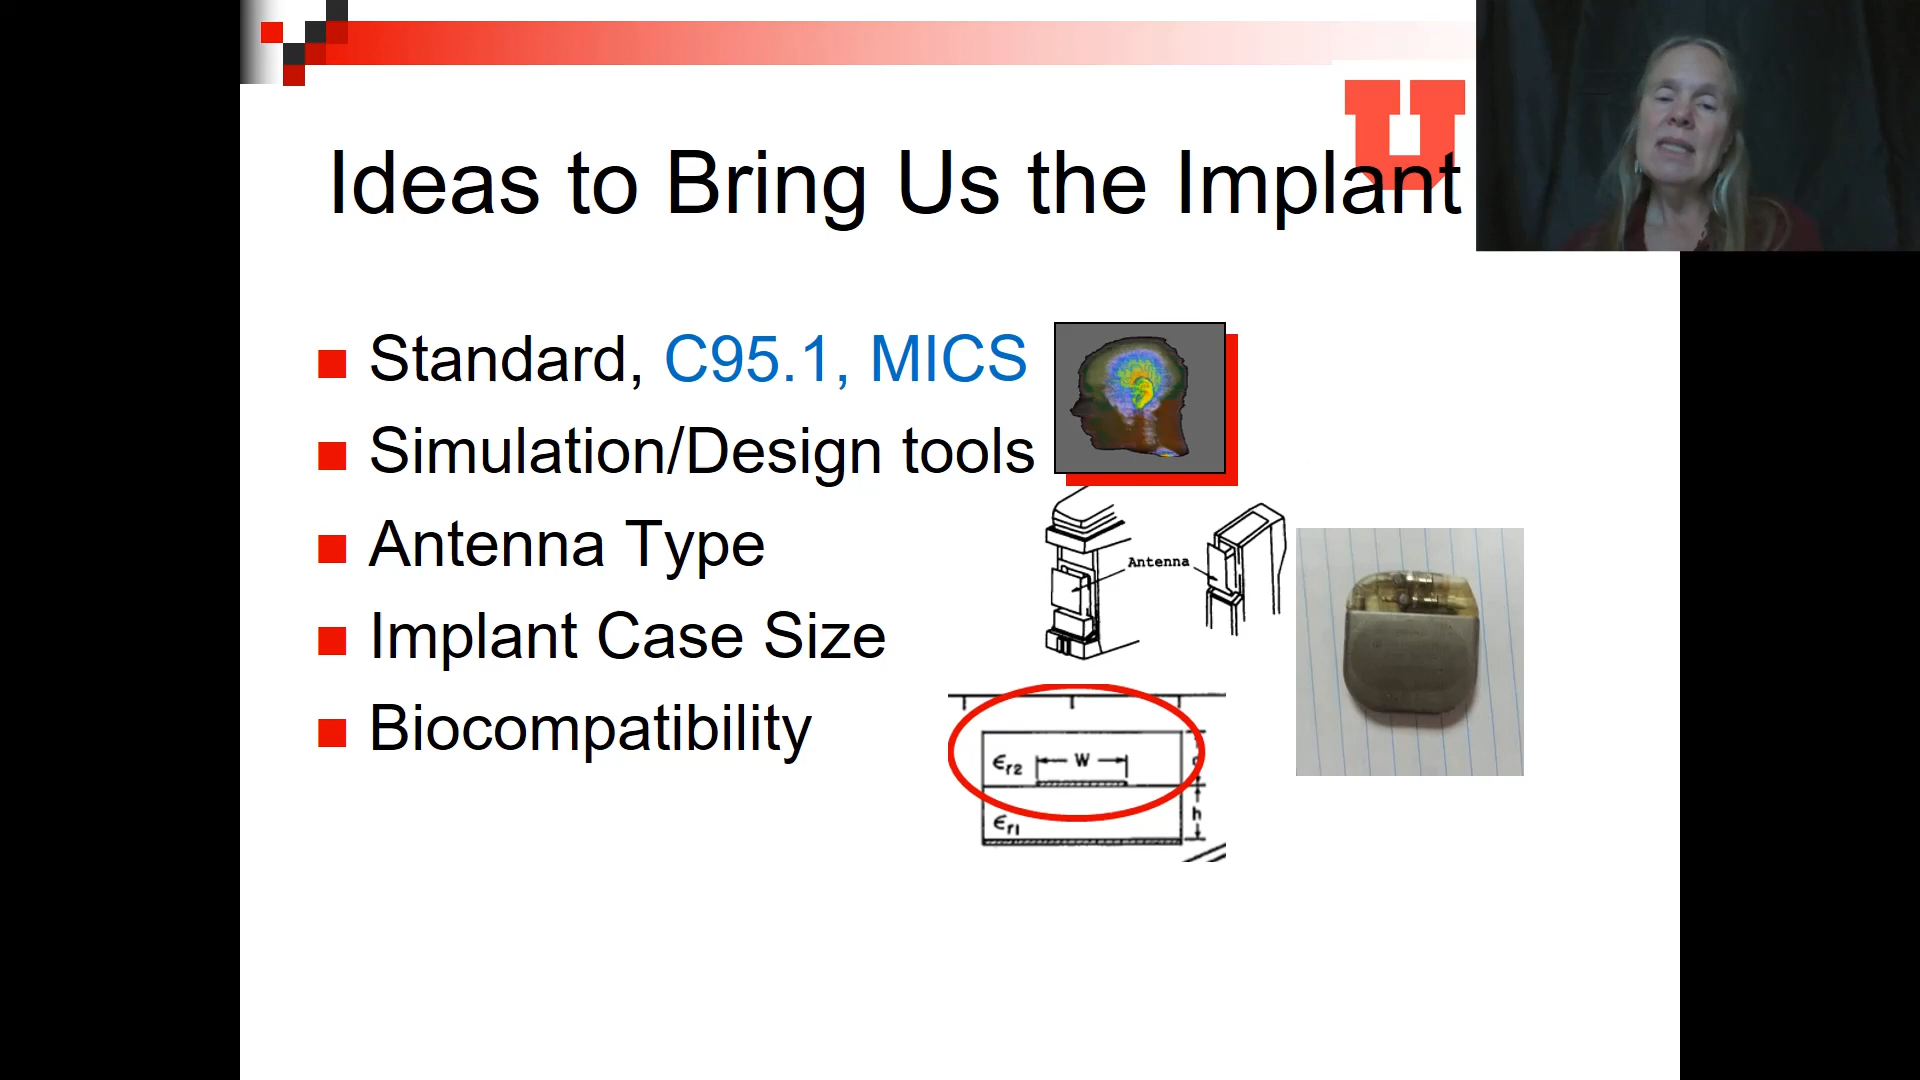 Ideas to Bring Us the Implant
Standard, C95.1, MICS
Simulation/Design tools
Antenna Type
Implant Case Size
Biocompatibility
Antenna
U
εr2
W
εr1
h